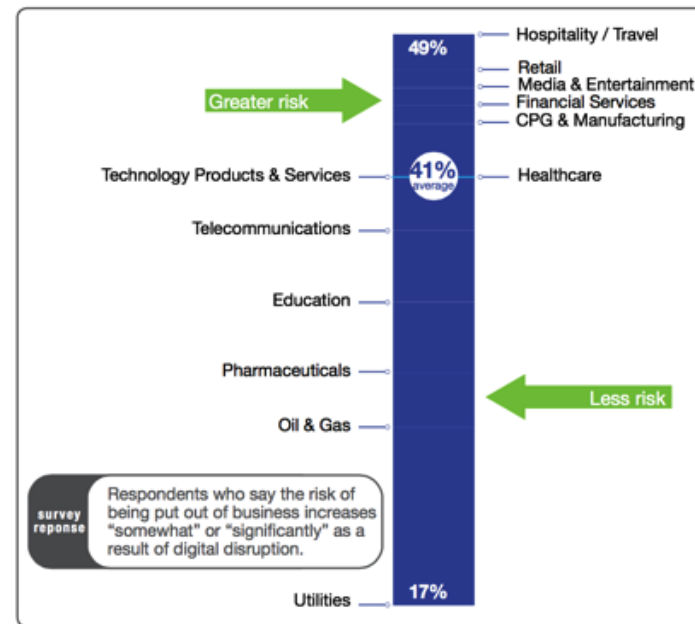 49%
Hospitality / Travel
Retail
Media & Entertainment
Financial Services
CPG & Manufacturing
Greater risk
Technology Products & Services
41%
average
Healthcare
Telecommunications
Education
Pharmaceuticals
Less risk
Oil & Gas
survey
reponse
Respondents who say the risk of
being put out of business increases
“somewhat” or “significantly” as a
result of digital disruption.
Utilities
17%